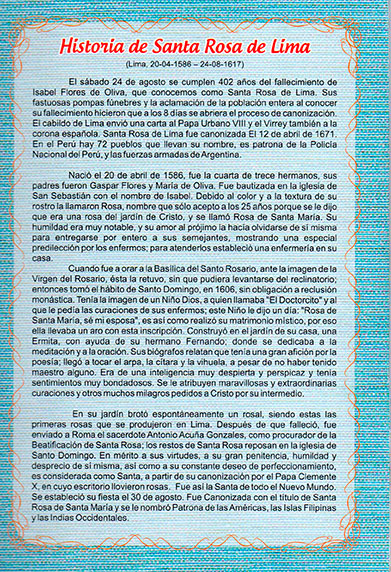 Historia de Santa Rosa de Lima
(Lima, 20-04-1586 – 24-08-1617)
El sábado 24 de agosto se cumplen 402 años del fallecimiento de
Isabel Flores de Oliva, que conocemos como Santa Rosa de Lima. Sus
fastuosas pompas fúnebres y la aclamación de la población entera al conocer
su fallecimiento hicieron que a los 8 días se abriera el proceso de canonización.
El cabildo de Lima envió una carta al Papa Urbano VIII y el Virrey también a
la corona española. Santa Rosa de Lima fue canonizada El 12 de abril de 1671.
En el Perú hay 72 pueblos que llevan su nombre, es patrona de la Policía
Nacional del Perú, y las fuerzas armadas de Argentina.
Nació el 20 de abril de 1586, fue la cuarta de trece hermanos, sus
padres fueron Gaspar Flores y María de Oliva. Fue bautizada en la iglesia de
San Sebastián con el nombre de Isabel. Debido al color y a la textura de su
rostro la llamaron Rosa, nombre que sólo acepto a los 25 años porque se le dijo
que era una rosa del jardín de Cristo, y se llamó Rosa de Santa María. Su
humildad era muy notable, y su amor al prójimo la hacía olvidarse de sí misma
para entregarse por entero a sus semejantes, mostrando una especial
predilección por los enfermos; para atenderlos estableció una enfermería en su
casa.
Cuando fue a orar a la Basílica del Santo Rosario, ante la imagen de la
Virgen del Rosario, ésta la retuvo, sin que pudiera levantarse del reclinatorio;
entonces tomó el hábito de Santo Domingo, en 1606, sin obligación a reclusión
monástica. Tenía la imagen de un Niño Dios, a quien llamaba "El Doctorcito" y al
que le pedía las curaciones de sus enfermos; este Niño le dijo un día: "Rosa de
Santa María, sé mi esposa", es así como realizó su matrimonio místico, por eso
ella llevaba un aro con esta inscripción. Construyó en el jardín de su casa, una
Ermita, con ayuda de su hermano Fernando; donde se dedicaba a la
meditación y a la oración. Sus biógrafos relatan que tenía una gran afición por la
poesía; llegó a tocar el arpa, la cítara y la vihuela, a pesar de no haber tenido
maestro alguno. Era de una inteligencia muy despierta y perspicaz y tenía
sentimientos muy bondadosos. Se le atribuyen maravillosas y extraordinarias
curaciones y otros muchos milagros pedidos a Cristo por su intermedio.
En su jardín brotó espontáneamente un rosal, siendo estas las
primeras rosas que se produjeron en Lima. Después de que falleció, fue
enviado a Roma el sacerdote Antonio Acuña Gonzales, como procurador de la
Beatificación de Santa Rosa; los restos de Santa Rosa reposan en la iglesia de
Santo Domingo. En mérito a sus virtudes, a su gran penitencia, humildad y
desprecio de sí misma, así como a su constante deseo de perfeccionamiento,
es considerada como Santa, a partir de su canonización por el Papa Clemente
X, en cuyo escritorio llovieron rosas. Fue así la Santa de todo el Nuevo Mundo.
Se estableció su fiesta el 30 de agosto. Fue Canonizada con el título de Santa
Rosa de Santa María y se le nombró Patrona de las Américas, las Islas Filipinas
y las Indias Occidentales.